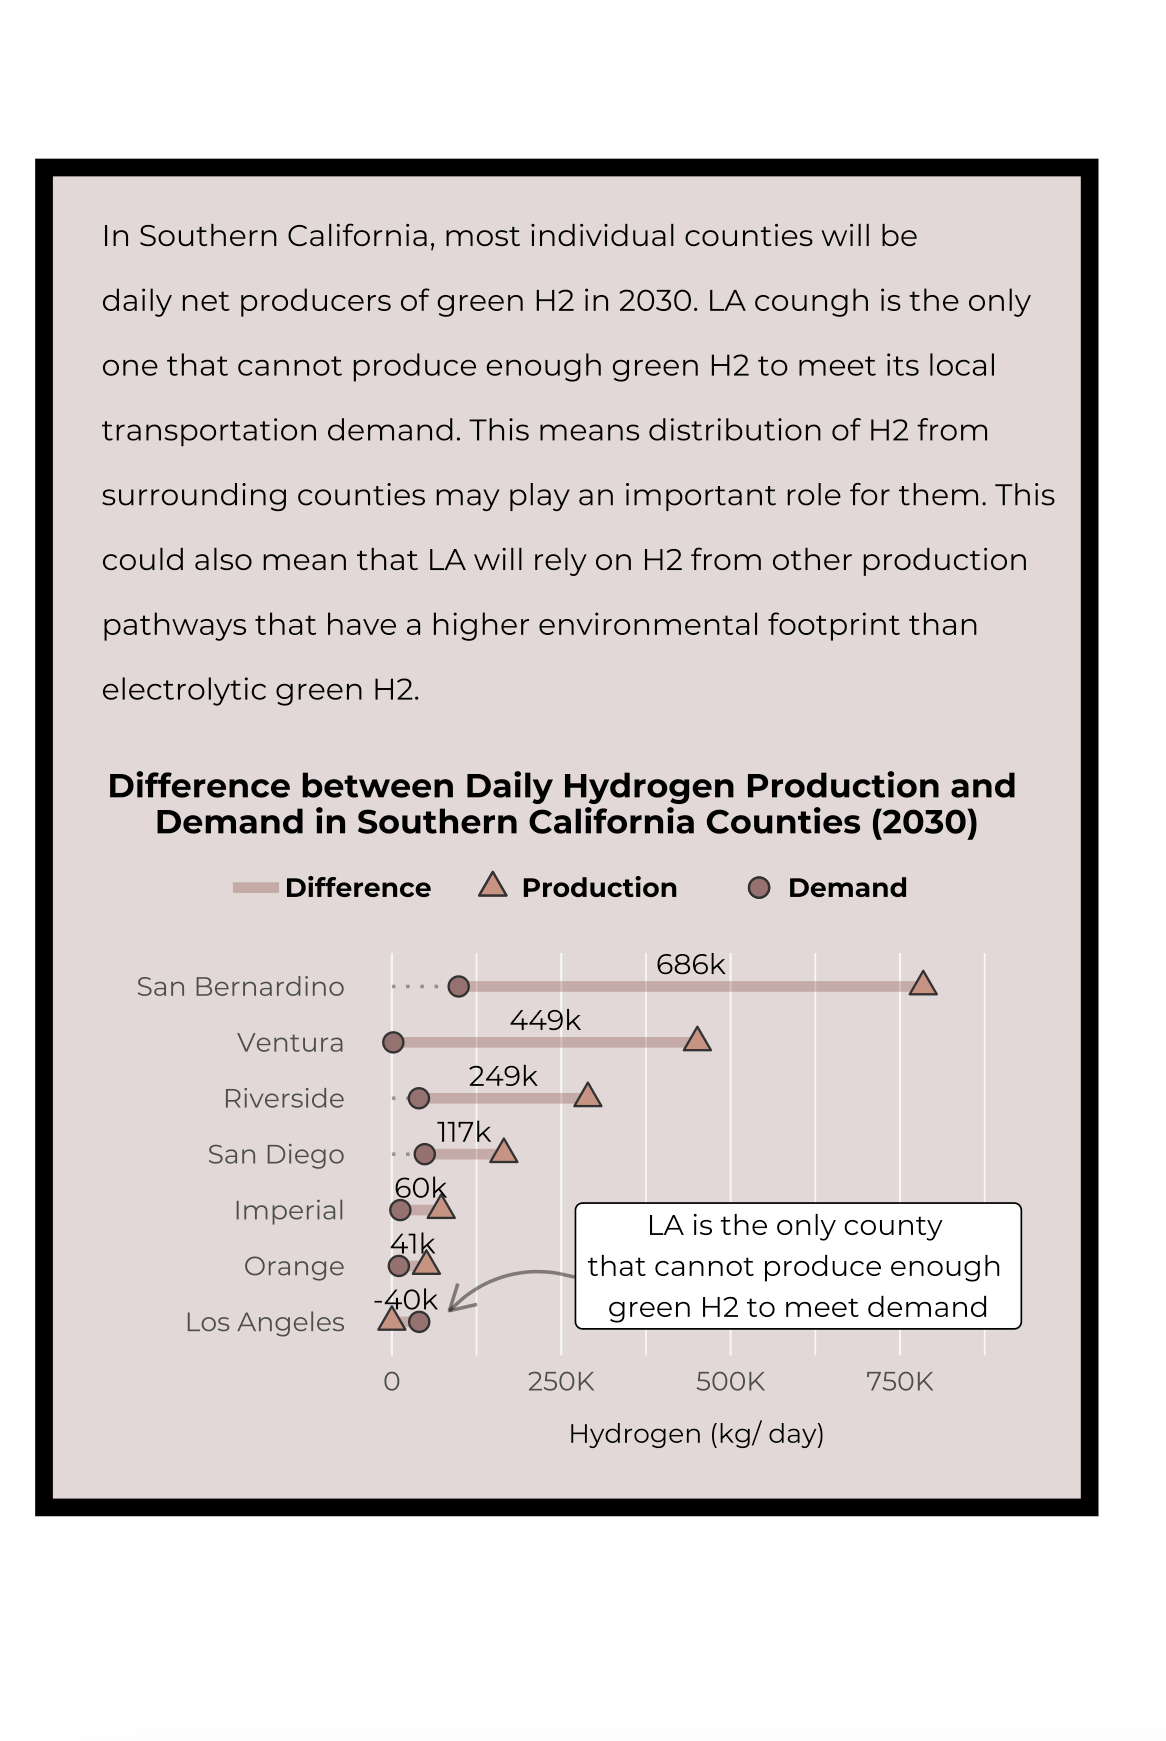 In Southern California, most individual counties will be
daily net producers of green H2 in 2030. LA coungh is the only
one that cannot produce enough green H2 to meet its local
transportation demand. This means distribution of H2 from
surrounding counties may play an important role for them. This
could also mean that LA will rely on H2 from other production
pathways that have a higher environmental footprint than
electrolytic green H2.
Difference between Daily Hydrogen Production and
Demand in Southern California Counties (2030)
Difference Production Demand
686k
San Bernardino
449k
Ventura
249k
Riverside
117k
San Diego
60k
Imperial
41k
Orange
-40k
Los Angeles
LA is the only county
that cannot produce enough
green H2 to meet demand
0 250K 500K 750K
Hydrogen (kg/ day)